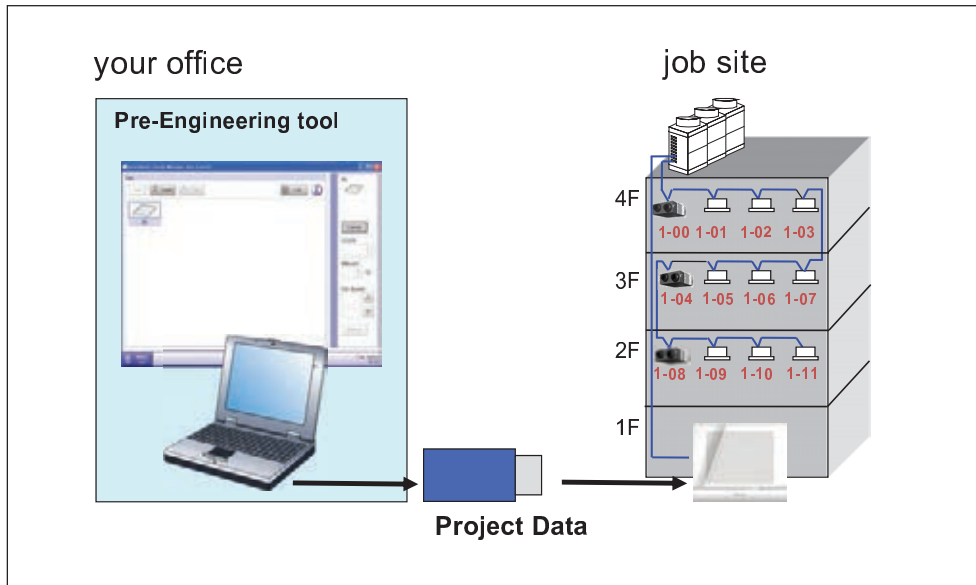 your office
Pre-Engineering tool
job site
4F
1-00 1-01 1-02 1-03
3F
1-04 1-05 1-06 1-07
2F
1-08 1-09 1-10 1-11
1F
Project Data